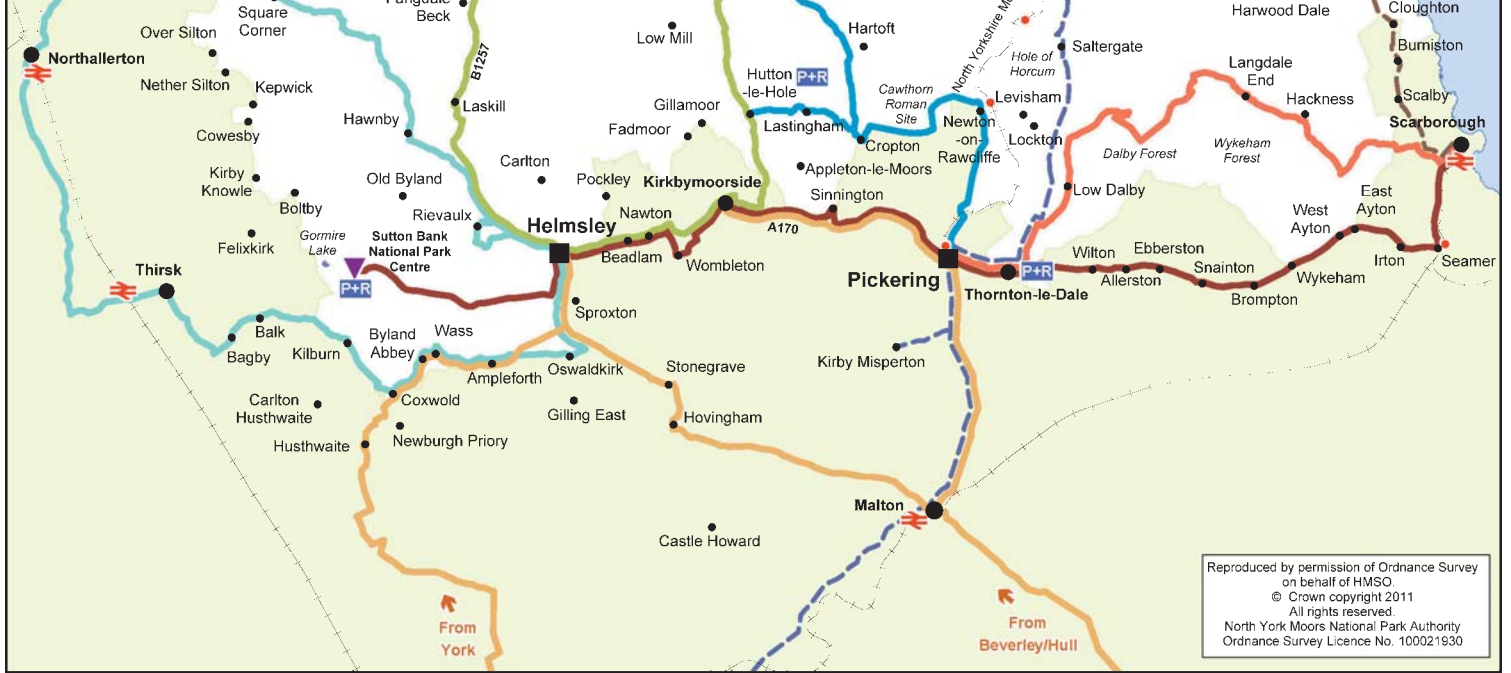 Beck
Square
Corner
Over Silton
Northallerton
Nether Silton
Kepwick
Cowesby
Hawnby
Kirby
Knowle
Boltby
Old Byland
Felixkirk
Gormire
Lake
Rievaulx
Sutton Bank
National Park
Centre
P+R
Thirsk
B1257
Laskill
Low Mill
Hartoft
Hutton
-le-Hole
P+R
Gillamoor
Fadmoor
Lastingham
Cawthorn
Roman
Site
Cropton
Carlton
Pockley
Kirkbymoorside
Appleton-le-Moors
Sinnington
Helmsley
Nawton
Beadlam
Wombleton
A170
North Yorkshire
Saltergate
Hole of
Horcum
Levisham
Newton
-on-
Rawcliffe
Lockton
Harwood Dale
Cloughton
Burniston
Langdale
End
Hackness
Scalby
Scarborough
Dalby Forest
Wykeham
Forest
Low Dalby
East
Ayton
West
Ayton
Pickering
P+R
Thornton-le-Dale
Wilton
Allerston
Ebberston
Snainton
Brompton
Wykeham
Irton
Seamer
Balk
Bagby
Kilburn
Byland
Abbey
Wass
Sproxton
Ampleforth
Oswaldkirk
Stonegrave
Kirby Misperton
Carlton
Husthwaite
Coxwold
Gilling East
Hovingham
Husthwaite
Newburgh Priory
Malton
Castle Howard
From
York
From
Beverley/Hull
Reproduced by permission of Ordnance Survey
on behalf of HMSO.
© Crown copyright 2011
All rights reserved.
North York Moors National Park Authority
Ordnance Survey Licence No. 100021930